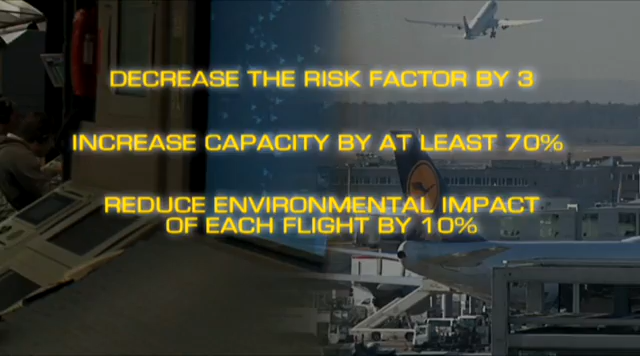 DECREASE THE RISK FACTOR BY 3
INCREASE CAPACITY BY AT LEAST 70%
REDUCE ENVIRONMENTAL IMPACT
OF EACH FLIGHT BY 10%